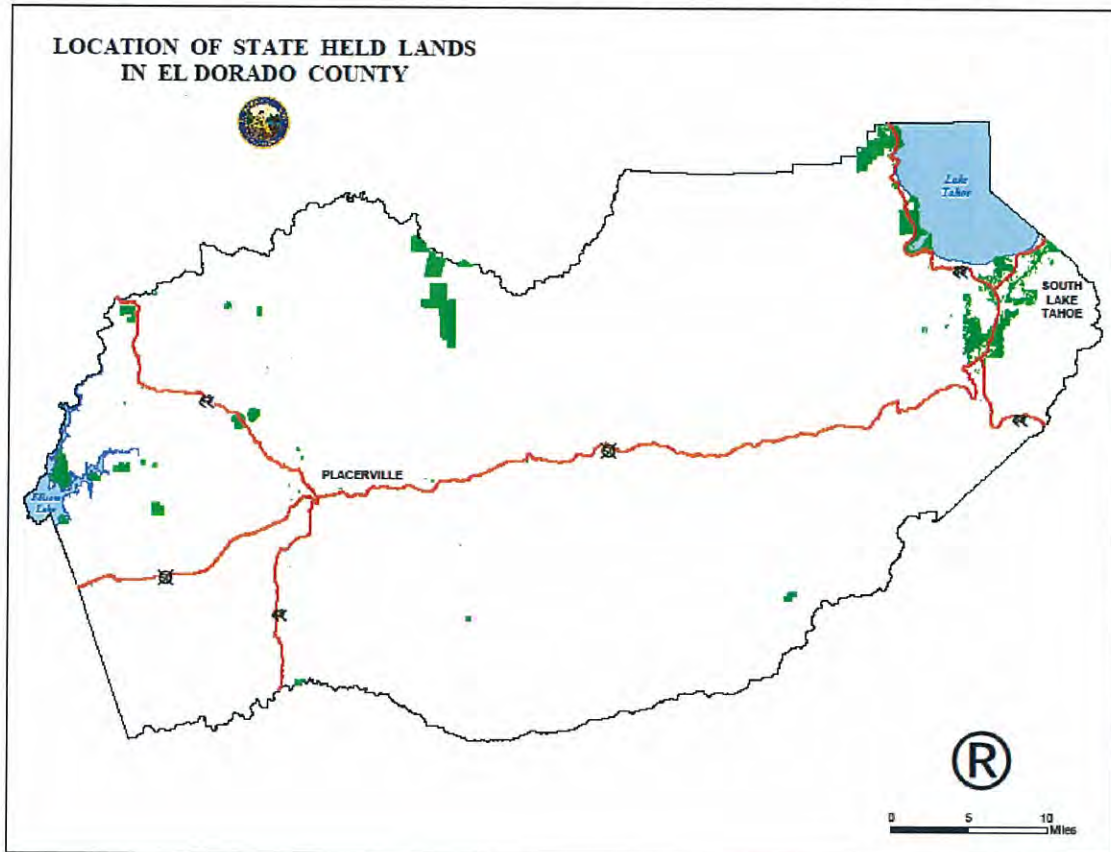 LOCATION OF STATE HELD LANDS
IN EL DORADO COUNTY
Lake
Tahoe
SOUTH
LAKE
TAHOE
PLACERVILLE
Folsom
Lake
®
0 5 10
Miles